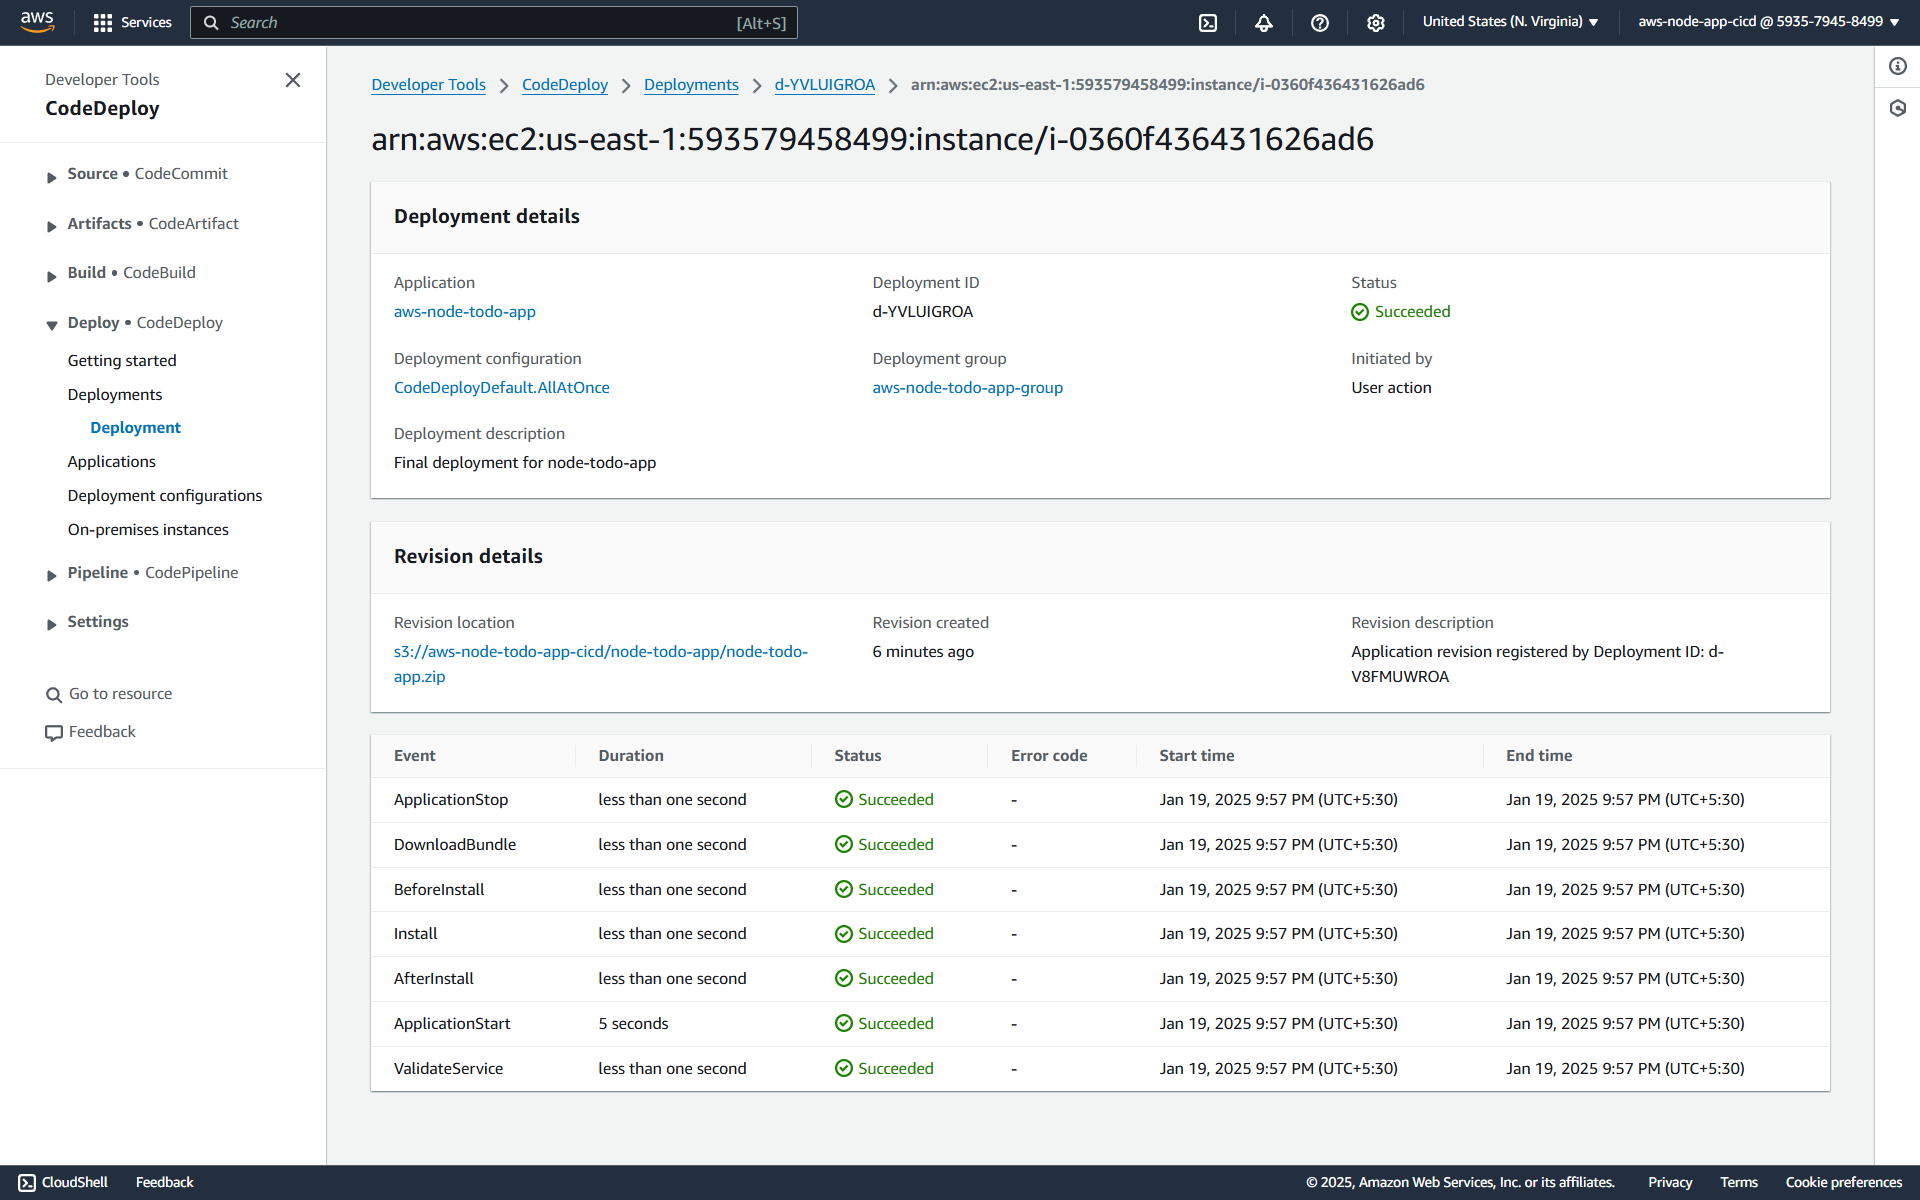 aws
Services
Search
[Alt+S]
United States (N. Virginia)
aws-node-app-cicd @ 5935-7945-8499
Developer Tools
CodeDeploy
Source • CodeCommit
Artifacts • CodeArtifact
Build • CodeBuild
Deploy • CodeDeploy
Getting started
Deployments
Deployment
Applications
Deployment configurations
On-premises instances
Pipeline • CodePipeline
Settings
Go to resource
Feedback
Developer Tools CodeDeploy Deployments d-YVLUIGROA arn:aws:ec2:us-east-1:593579458499:instance/i-0360f436431626ad6
arn:aws:ec2:us-east-1:593579458499:instance/i-0360f436431626ad6
Deployment details
Application Deployment ID Status
aws-node-todo-app d-YVLUIGROA Succeeded
Deployment configuration Deployment group Initiated by
CodeDeployDefault.AllAtOnce aws-node-todo-app-group User action
Deployment description
Final deployment for node-todo-app
Revision details
Revision location
s3://aws-node-todo-app-cicd/node-todo-app/node-todo-
app.zip
Revision created
6 minutes ago
Revision description
Application revision registered by Deployment ID: d-
V8FMUWROA
Event Duration Status Error code Start time End time
ApplicationStop less than one second Succeeded - Jan 19, 2025 9:57 PM (UTC+5:30) Jan 19, 2025 9:57 PM (UTC+5:30)
DownloadBundle less than one second Succeeded - Jan 19, 2025 9:57 PM (UTC+5:30) Jan 19, 2025 9:57 PM (UTC+5:30)
BeforeInstall less than one second Succeeded - Jan 19, 2025 9:57 PM (UTC+5:30) Jan 19, 2025 9:57 PM (UTC+5:30)
Install less than one second Succeeded - Jan 19, 2025 9:57 PM (UTC+5:30) Jan 19, 2025 9:57 PM (UTC+5:30)
AfterInstall less than one second Succeeded - Jan 19, 2025 9:57 PM (UTC+5:30) Jan 19, 2025 9:57 PM (UTC+5:30)
ApplicationStart 5 seconds Succeeded - Jan 19, 2025 9:57 PM (UTC+5:30) Jan 19, 2025 9:57 PM (UTC+5:30)
ValidateService less than one second Succeeded - Jan 19, 2025 9:57 PM (UTC+5:30) Jan 19, 2025 9:57 PM (UTC+5:30)
CloudShell Feedback © 2025, Amazon Web Services, Inc. or its affiliates. Privacy Terms Cookie preferences